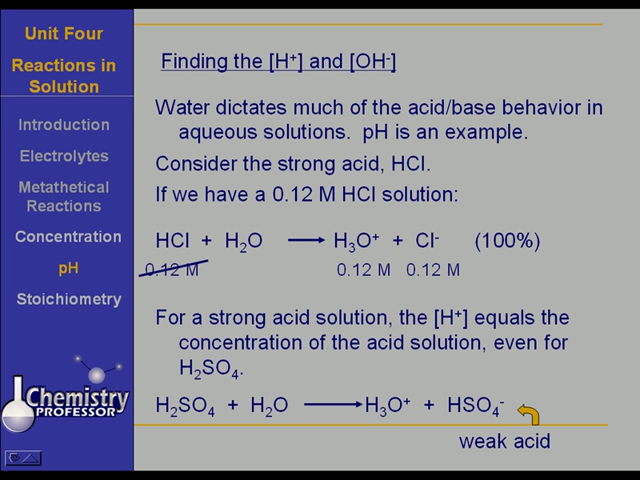 Unit Four
Reactions in
Solution
Introduction
Electrolytes
Metathetical
Reactions
Concentration
pH
Stoichiometry
Chemistry
PROFESSOR
Finding the [H⁺] and [OH⁻]
Water dictates much of the acid/base behavior in
aqueous solutions. pH is an example.
Consider the strong acid, HCl.
If we have a 0.12 M HCl solution:
HCl + H₂O ⟶ H₃O⁺ + Cl⁻ (100%)
0.12 M 0.12 M 0.12 M
For a strong acid solution, the [H⁺] equals the
concentration of the acid solution, even for
H₂SO₄.
H₂SO₄ + H₂O ⟶ H₃O⁺ + HSO₄⁻
weak acid